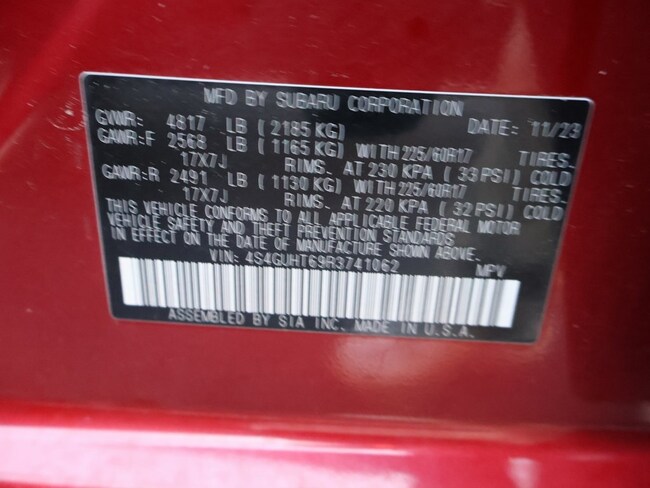 MFD BY SUBARU CORPORATION
GVWR: 4817 LB (2185 KG) DATE: 11/23
GAWR:F 2568 LB (1165 KG) WITH 225/60R17 TIRES.
17X7J RIMS. AT 230 KPA (33 PSI) COLD
GAWR:R 2491 LB (1130 KG) WITH 225/60R17 TIRES.
17X7J RIMS. AT 220 KPA (32 PSI) COLD
THIS VEHICLE CONFORMS TO ALL APPLICABLE FEDERAL MOTOR
VEHICLE SAFETY AND THEFT PREVENTION STANDARDS
IN EFFECT ON THE DATE OF MANUFACTURE SHOWN ABOVE.
VIN: 4S4GUHT69R3741062 MPV
ASSEMBLED BY SIA INC. MADE IN U.S.A.